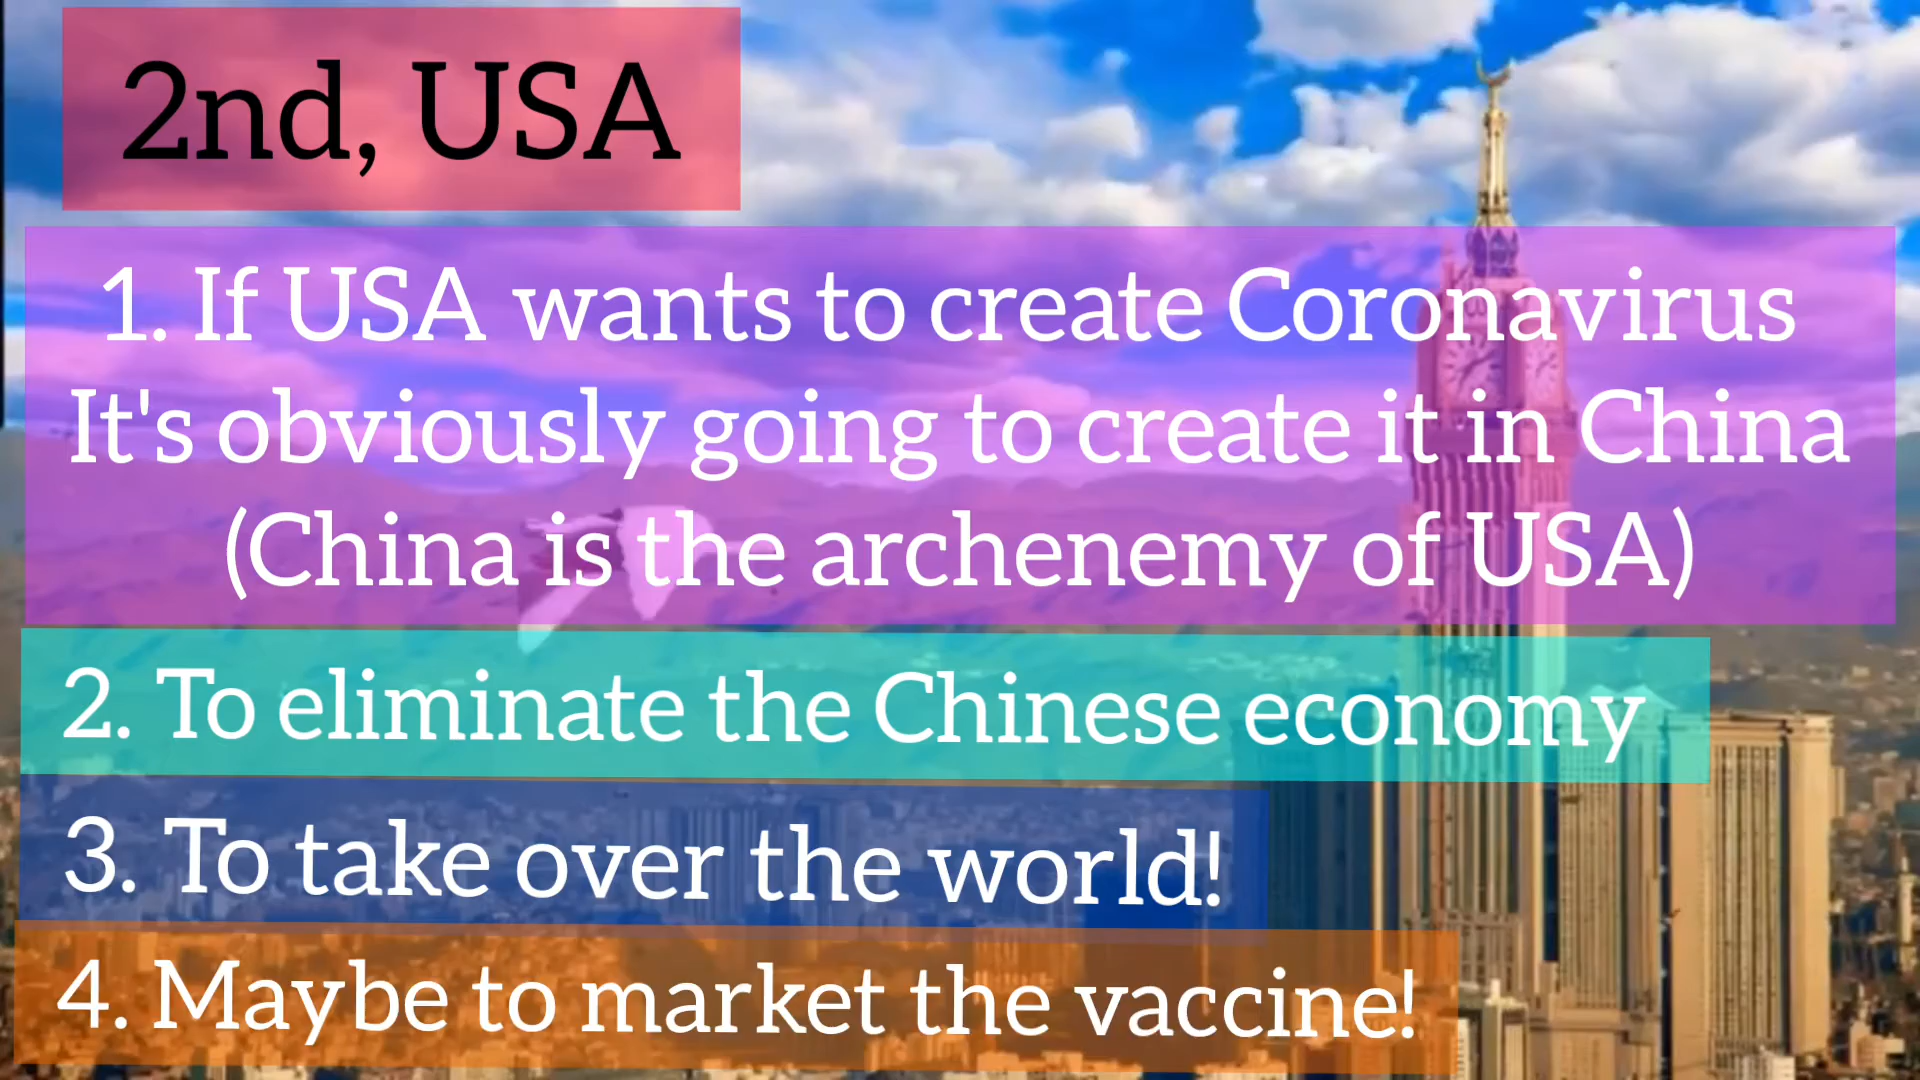 2nd, USA
1. If USA wants to create Coronavirus
It's obviously going to create it in China
(China is the archenemy of USA)
2. To eliminate the Chinese economy
3. To take over the world!
4. Maybe to market the vaccine!